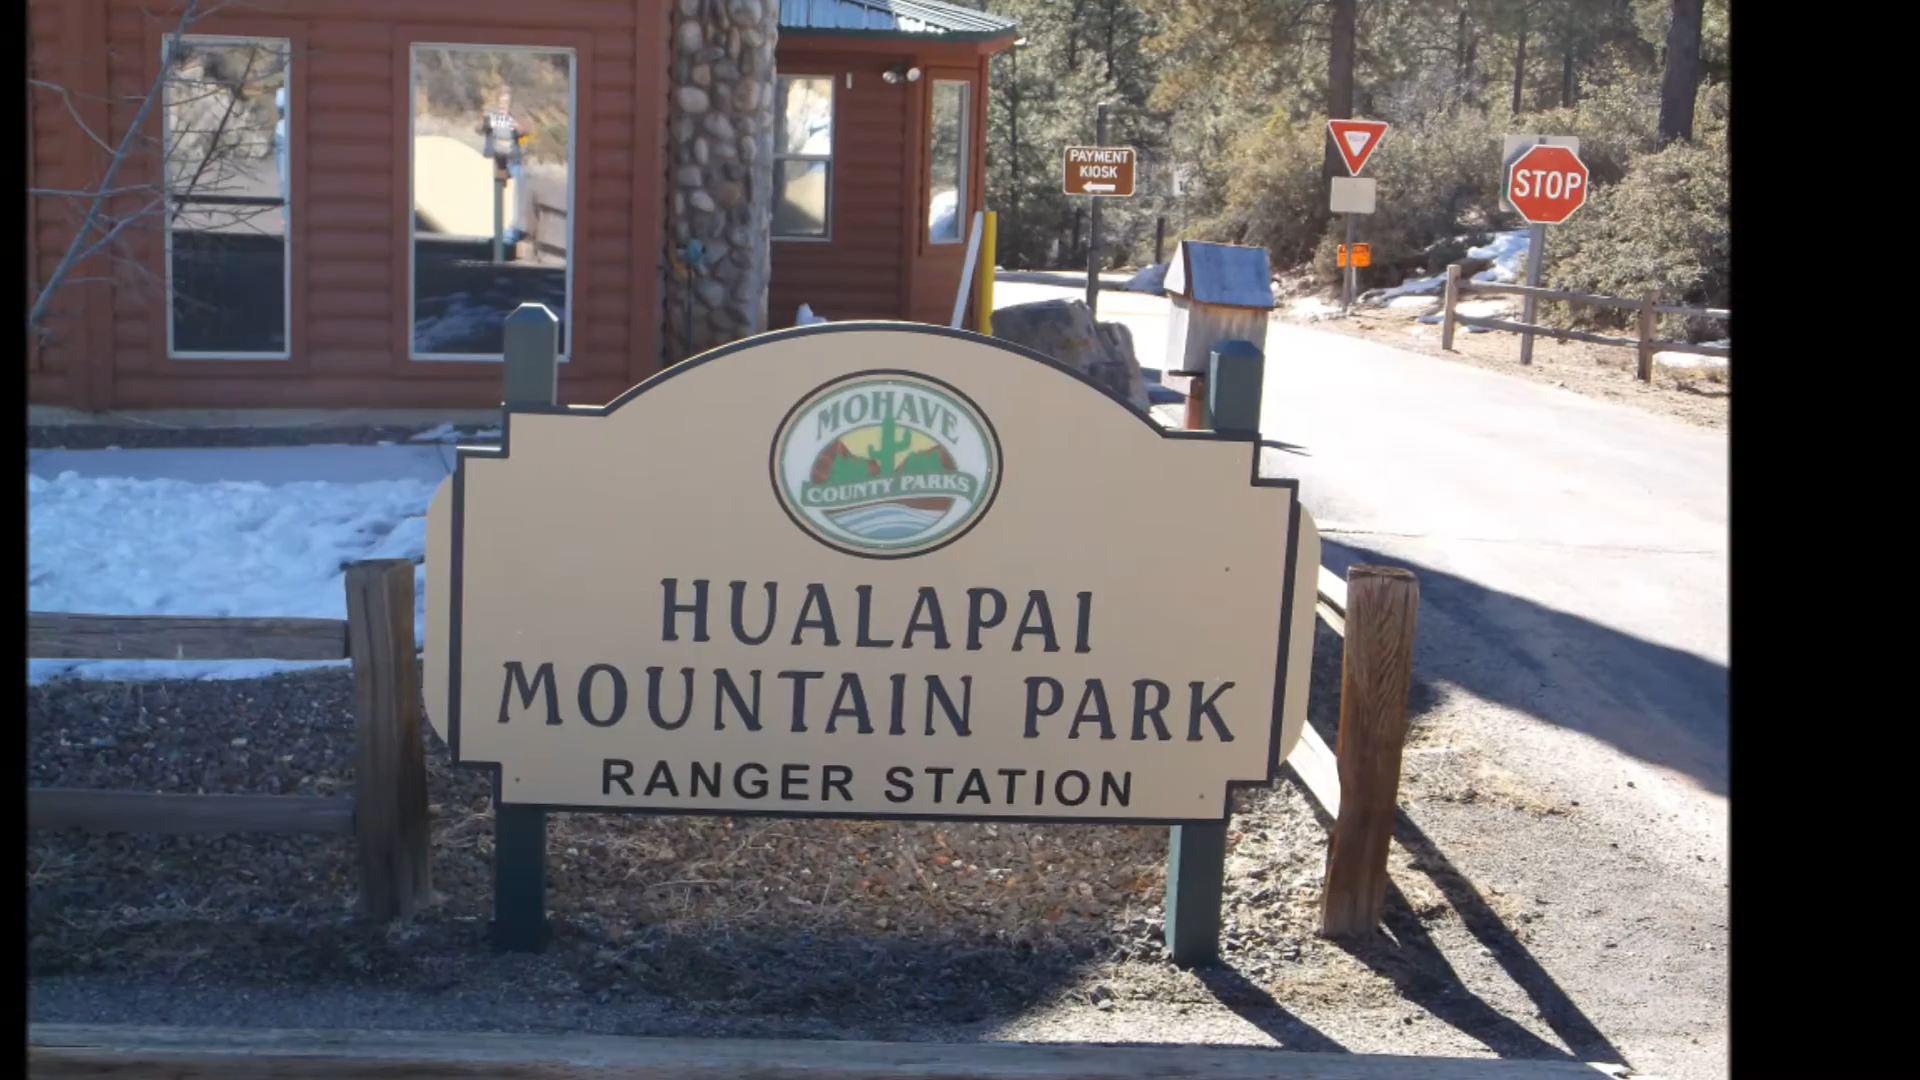 PAYMENT
KIOSK
STOP
MOHAVE
COUNTY PARKS
HUALAPAI
MOUNTAIN PARK
RANGER STATION